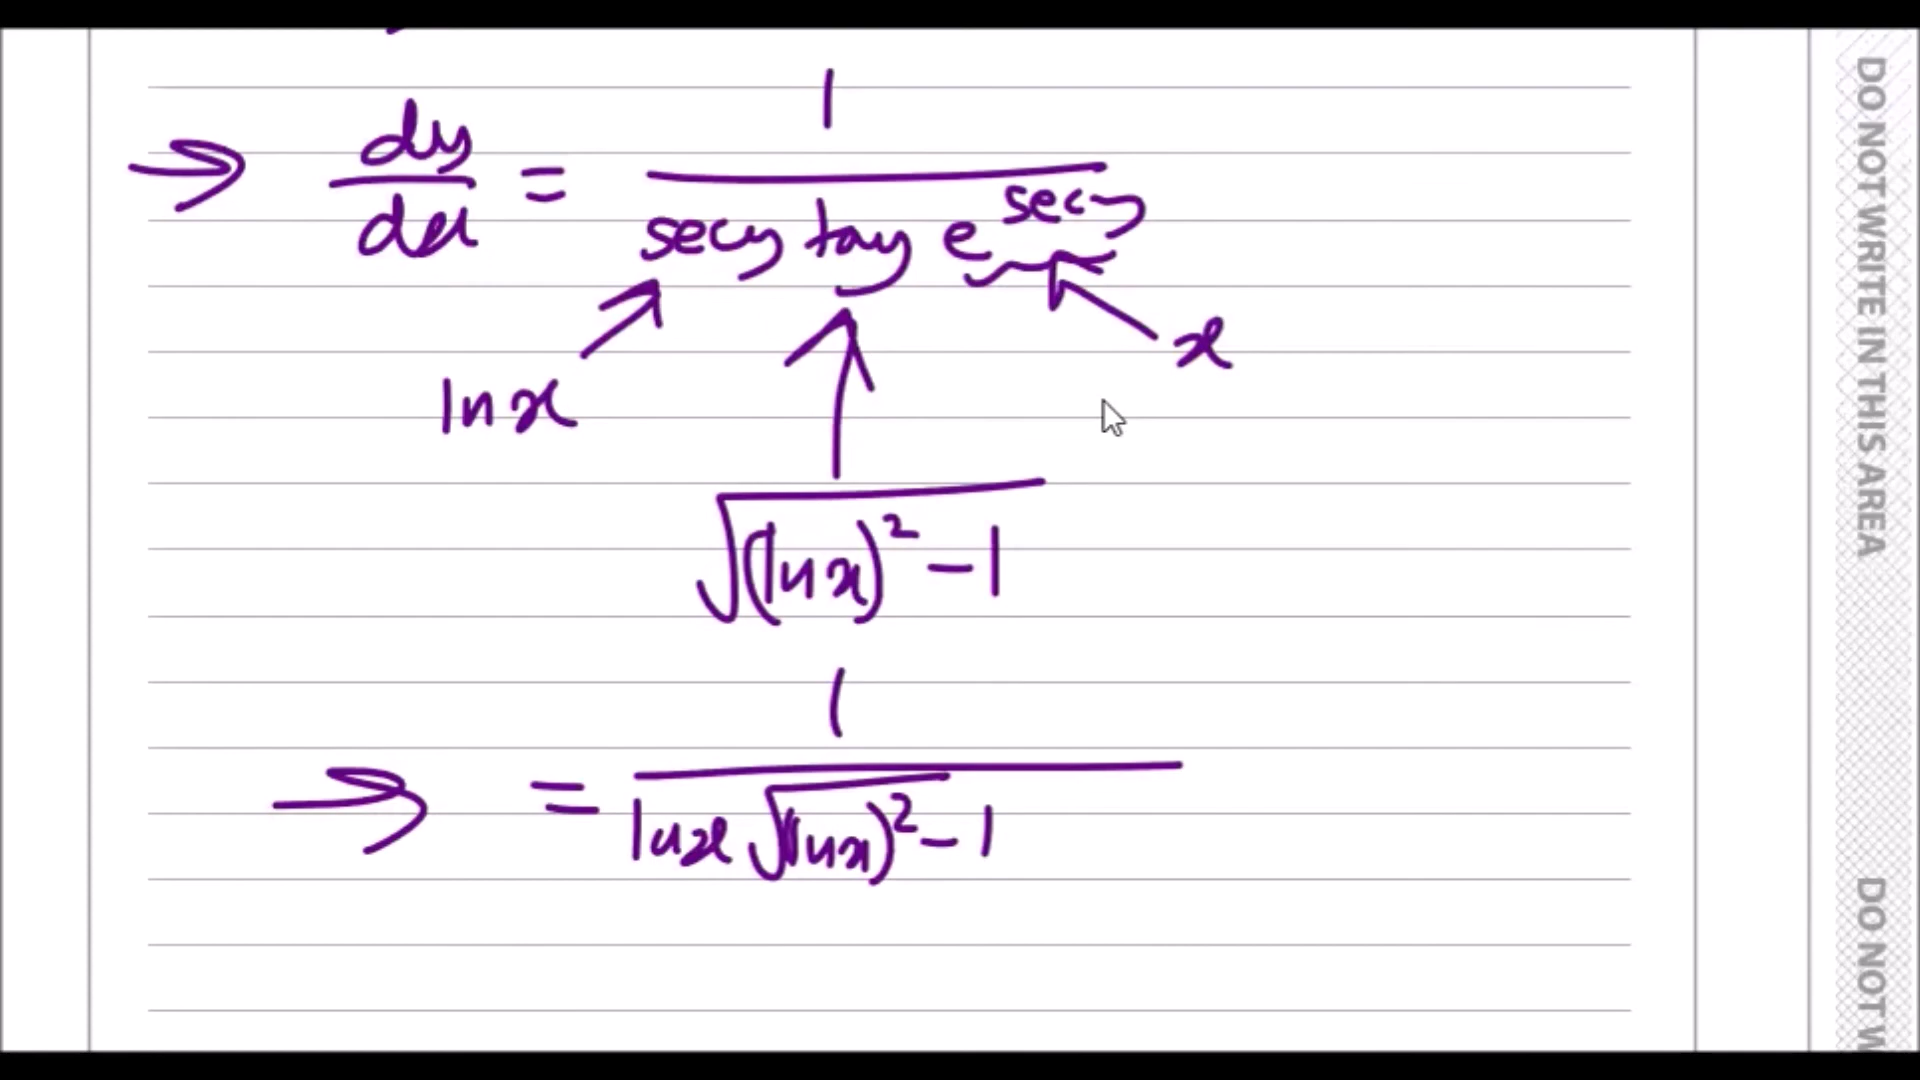 1
⇒ dy/dx = ———
secy tany e^secy
ln x
x
√((ln x)² − 1
1
⇒ = ———
ln x √((ln x)² − 1
DO NOT WRITE IN THIS AREA
DO NOT W